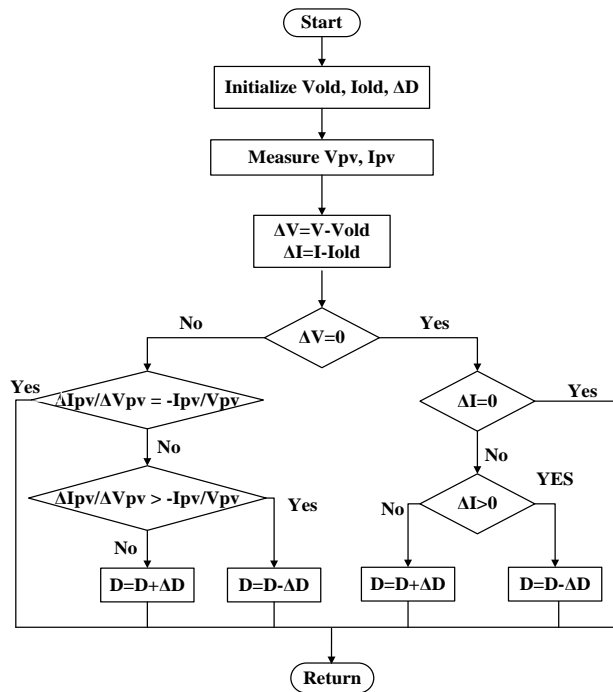 Start
Initialize Vold, Iold, ΔD
Measure Vpv, Ipv
ΔV=V-Vold
ΔI=I-Iold
No
ΔV=0
Yes
Yes
ΔIpv/ΔVpv = -Ipv/Vpv
ΔI=0
Yes
No
No
YES
ΔIpv/ΔVpv > -Ipv/Vpv
Yes
No
ΔI>0
No
D=D+ΔD
D=D-ΔD
D=D+ΔD
D=D-ΔD
Return